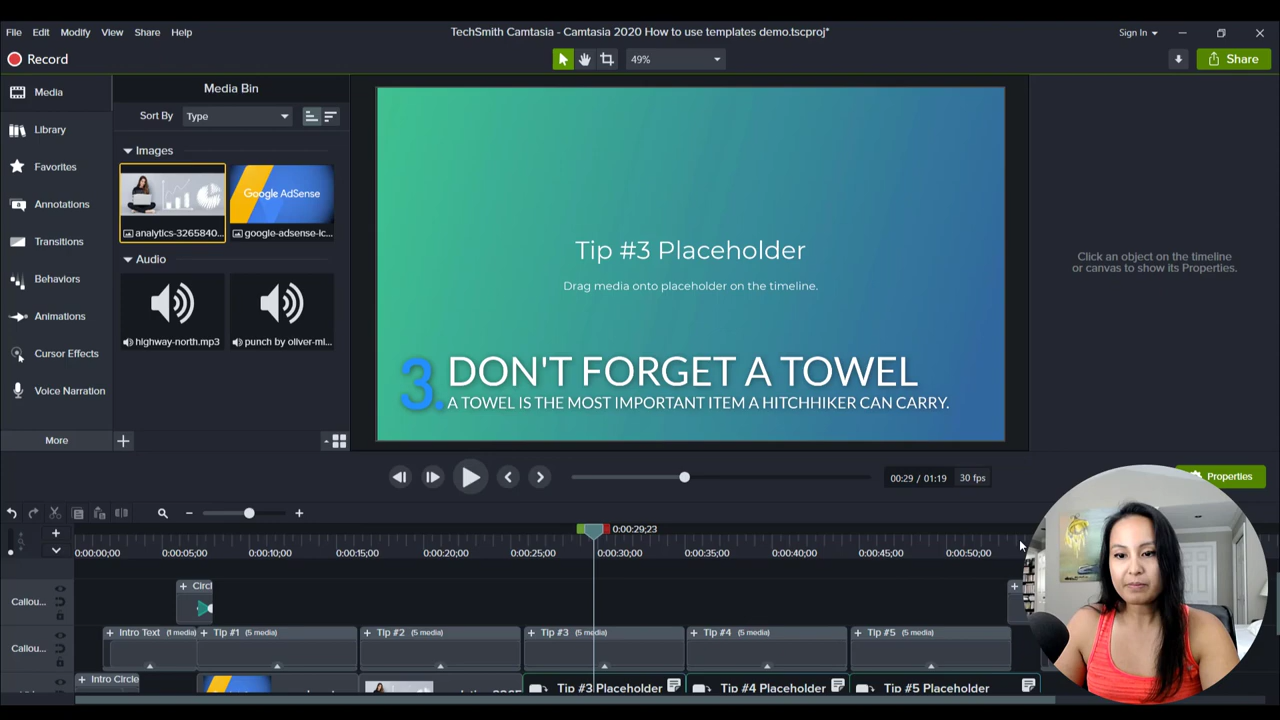 File Edit Modify View Share Help
TechSmith Camtasia - Camtasia 2020 How to use templates demo.tscproj*
Sign In
Record
49%
Share
Media
Library
Favorites
Annotations
Transitions
Behaviors
Animations
Cursor Effects
Voice Narration
More
Media Bin
Sort By Type
Images
Google AdSense
analytics-3265840... google-adsense-lc...
Audio
highway-north.mp3 punch by oliver-mi...
Tip #3 Placeholder
Drag media onto placeholder on the timeline.
3. DON'T FORGET A TOWEL
A TOWEL IS THE MOST IMPORTANT ITEM A HITCHHIKER CAN CARRY.
Click an object on the timeline
or canvas to show its Properties.
00:29 / 01:19 30 fps
Properties
0:00:29;23
0:00:00;00 0:00:05;00 0:00:10;00 0:00:15;00 0:00:20;00 0:00:25;00 0:00:30;00 0:00:35;00 0:00:40;00 0:00:45;00 0:00:50;00
Callou... Circl
Callou... Intro Text (1 media) Tip #1 (5 media) Tip #2 (5 media) Tip #3 (5 media) Tip #4 (5 media) Tip #5 (5 media)
Intro Circle Tip #3 Placeholder Tip #4 Placeholder Tip #5 Placeholder